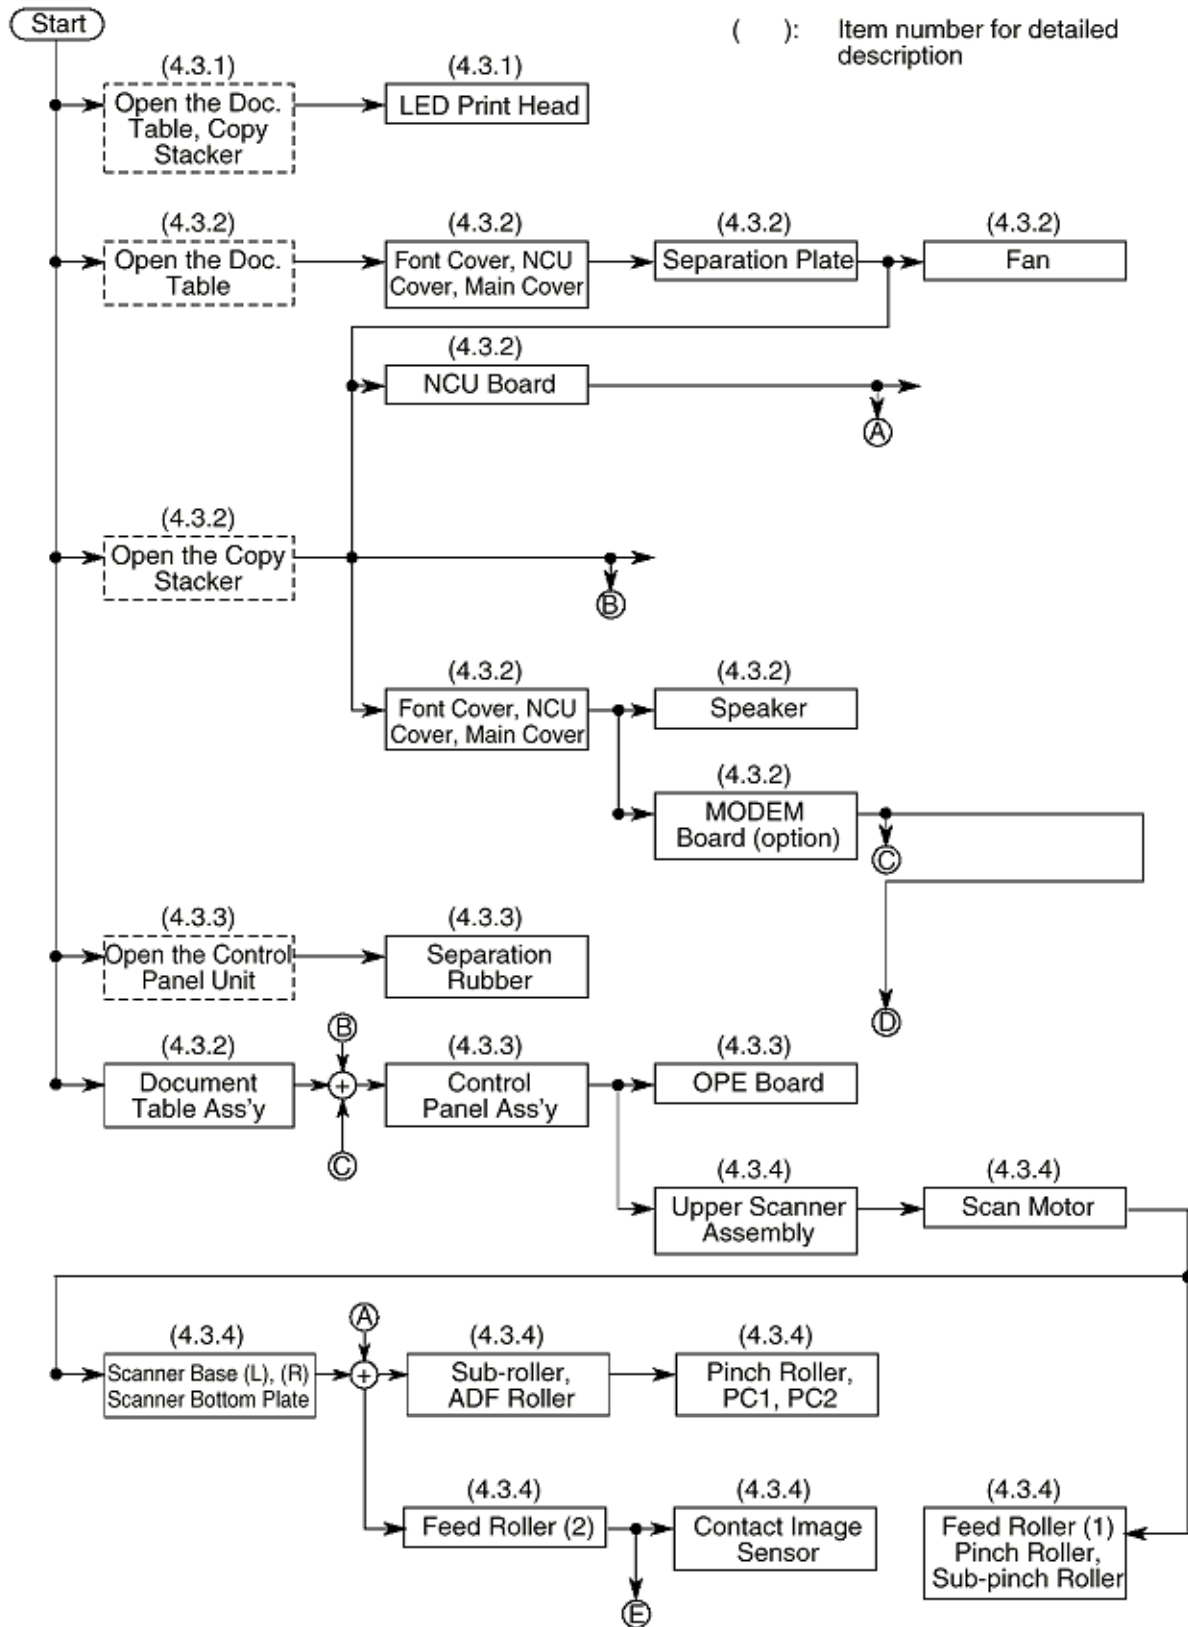 Start
( ): Item number for detailed
description
(4.3.1)
(4.3.1)
Open the Doc.
Table, Copy
Stacker
LED Print Head
(4.3.2)
(4.3.2)
(4.3.2)
(4.3.2)
Open the Doc.
Table
Font Cover, NCU
Cover, Main Cover
Separation Plate
Fan
(4.3.2)
NCU Board
A
(4.3.2)
Open the Copy
Stacker
B
(4.3.2)
(4.3.2)
Font Cover, NCU
Cover, Main Cover
Speaker
(4.3.2)
MODEM
Board (option)
C
(4.3.3)
(4.3.3)
Open the Control
Panel Unit
Separation
Rubber
D
B
(4.3.2)
(4.3.3)
(4.3.3)
Document
Table Ass'y
+
Control
Panel Ass'y
OPE Board
C
(4.3.4)
(4.3.4)
Upper Scanner
Assembly
Scan Motor
A
(4.3.4)
(4.3.4)
(4.3.4)
Scanner Base (L), (R)
Scanner Bottom Plate
+
Sub-roller,
ADF Roller
Pinch Roller,
PC1, PC2
(4.3.4)
(4.3.4)
(4.3.4)
Feed Roller (2)
Contact Image
Sensor
Feed Roller (1)
Pinch Roller,
Sub-pinch Roller
E